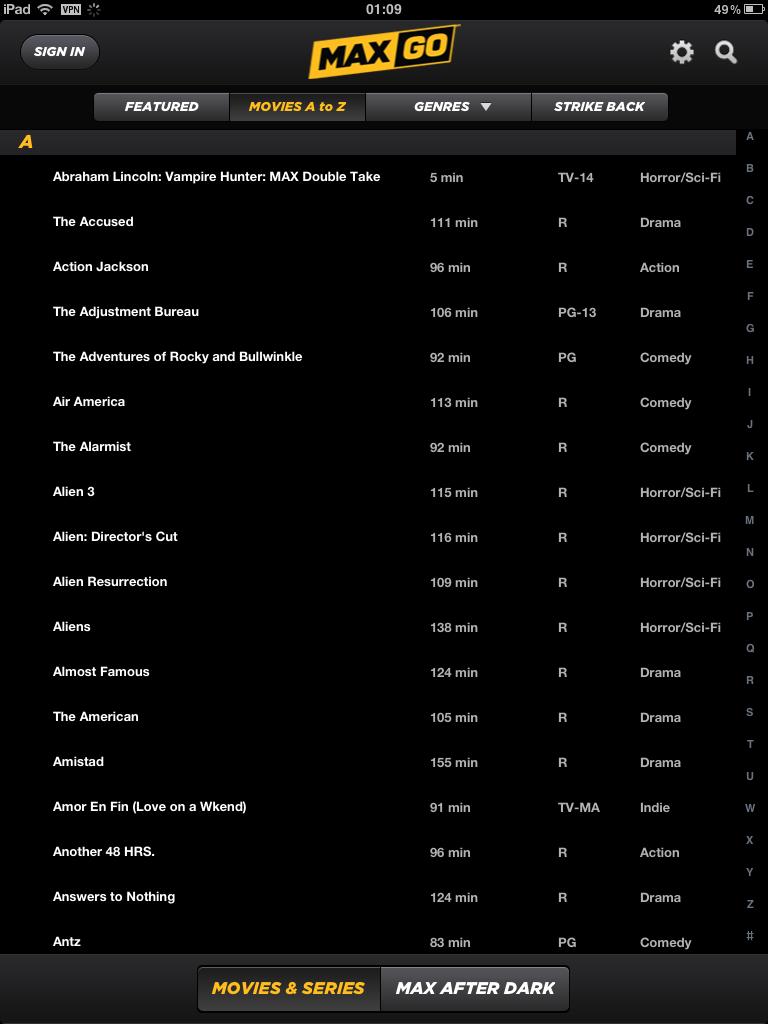 iPad VPN 01:09 49%
SIGN IN MAX GO
FEATURED MOVIES A to Z GENRES STRIKE BACK
A
Abraham Lincoln: Vampire Hunter: MAX Double Take 5 min TV-14 Horror/Sci-Fi
The Accused 111 min R Drama
Action Jackson 96 min R Action
The Adjustment Bureau 106 min PG-13 Drama
The Adventures of Rocky and Bullwinkle 92 min PG Comedy
Air America 113 min R Comedy
The Alarmist 92 min R Comedy
Alien 3 115 min R Horror/Sci-Fi
Alien: Director's Cut 116 min R Horror/Sci-Fi
Alien Resurrection 109 min R Horror/Sci-Fi
Aliens 138 min R Horror/Sci-Fi
Almost Famous 124 min R Drama
The American 105 min R Drama
Amistad 155 min R Drama
Amor En Fin (Love on a Wkend) 91 min TV-MA Indie
Another 48 HRS. 96 min R Action
Answers to Nothing 124 min R Drama
Antz 83 min PG Comedy
A
B
C
D
E
F
G
H
I
J
K
L
M
N
O
P
Q
R
S
T
U
W
X
Y
Z
#
MOVIES & SERIES MAX AFTER DARK